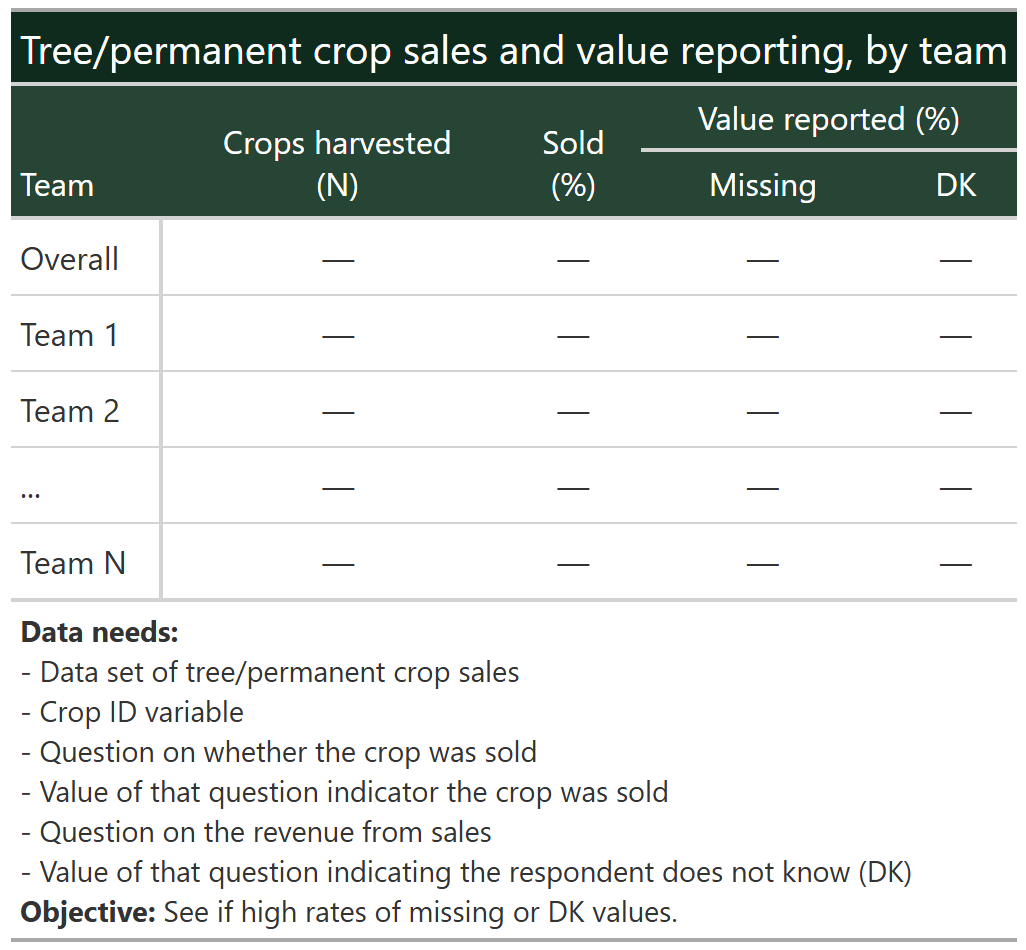 Tree/permanent crop sales and value reporting, by team
Value reported (%)
Crops harvested Sold
Team (N) (%) Missing DK
Overall — — — —
Team 1 — — — —
Team 2 — — — —
... — — — —
Team N — — — —
Data needs:
- Data set of tree/permanent crop sales
- Crop ID variable
- Question on whether the crop was sold
- Value of that question indicator the crop was sold
- Question on the revenue from sales
- Value of that question indicating the respondent does not know (DK)
Objective: See if high rates of missing or DK values.